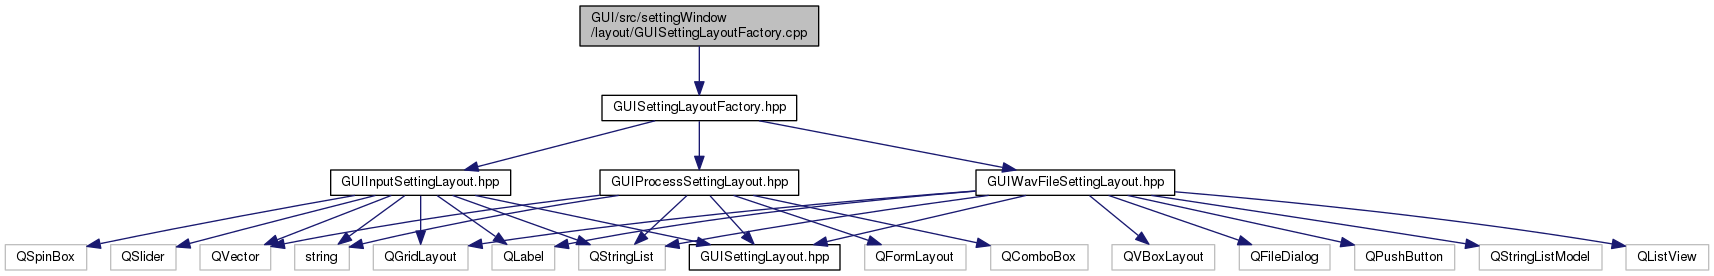 GUI/src/settingWindow
/layout/GUISettingLayoutFactory.cpp
GUISettingLayoutFactory.hpp
GUIInputSettingLayout.hpp
GUIProcessSettingLayout.hpp
GUIWavFileSettingLayout.hpp
QSpinBox
QSlider
QVector
string
QGridLayout
QLabel
QStringList
GUISettingLayout.hpp
QFormLayout
QComboBox
QVBoxLayout
QFileDialog
QPushButton
QStringListModel
QListView